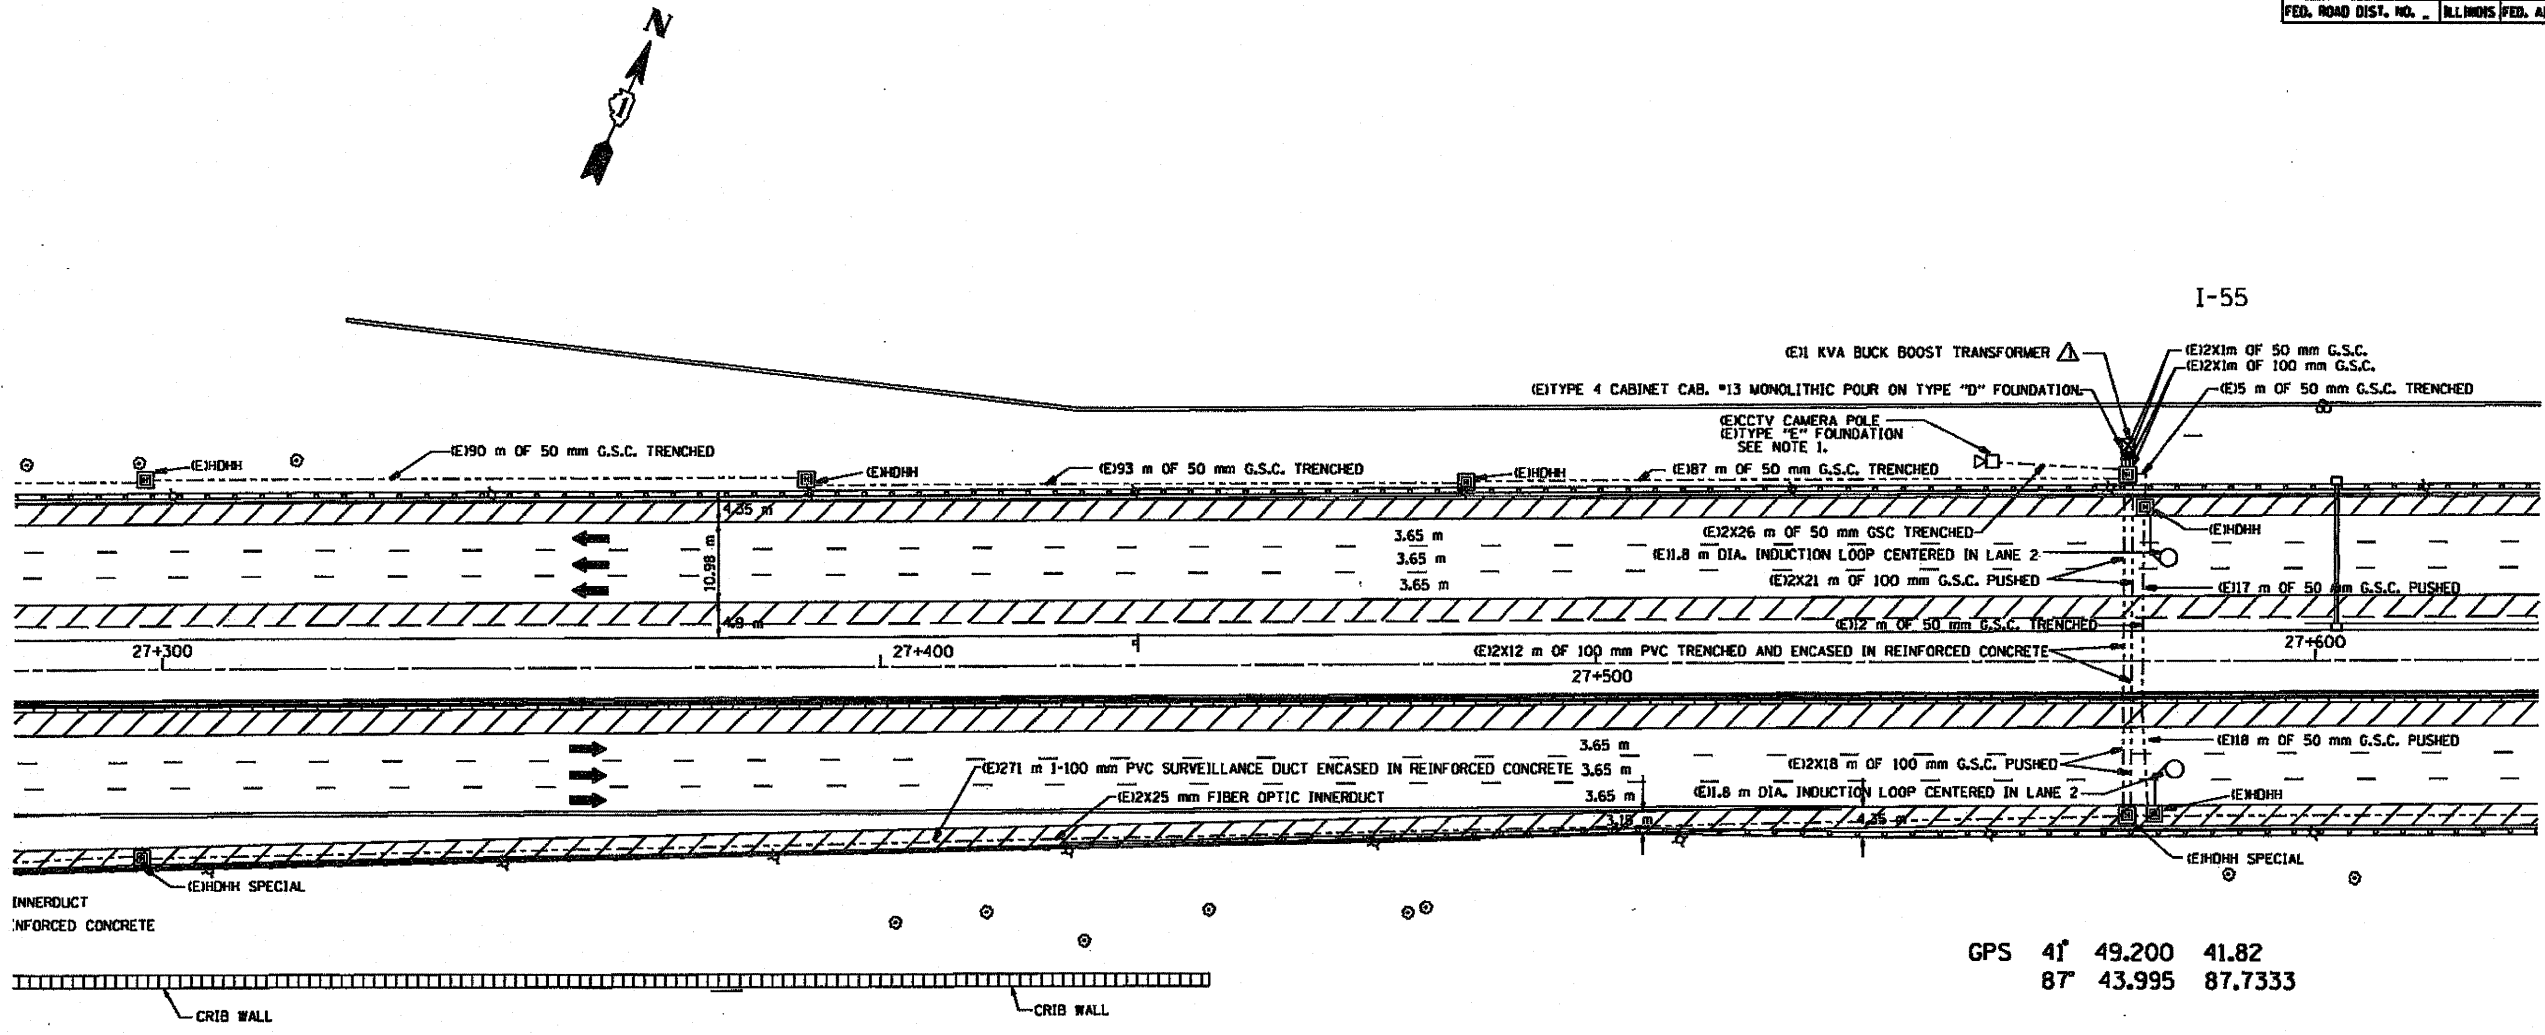 FED. ROAD DIST. NO. _ ILLINOIS FED. A
N
1
I-55
(E)1 KVA BUCK BOOST TRANSFORMER 1
(E)2X1m OF 50 mm G.S.C.
(E)2X1m OF 100 mm G.S.C.
(E)TYPE 4 CABINET CAB. #13 MONOLITHIC POUR ON TYPE "D" FOUNDATION
(E)5 m OF 50 mm G.S.C. TRENCHED
(E)CCTV CAMERA POLE
(E)TYPE "E" FOUNDATION
SEE NOTE 1.
(E)90 m OF 50 mm G.S.C. TRENCHED
(E)HDHH
(E)HDHH
(E)93 m OF 50 mm G.S.C. TRENCHED
(E)HDHH
(E)87 m OF 50 mm G.S.C. TRENCHED
4.35 m
10.98 m
4.9 m
3.65 m
3.65 m
3.65 m
(E)2X26 m OF 50 mm GSC TRENCHED
(E)HDHH
(E)1.8 m DIA. INDUCTION LOOP CENTERED IN LANE 2
(E)2X21 m OF 100 mm G.S.C. PUSHED
(E)17 m OF 50 mm G.S.C. PUSHED
(E)12 m OF 50 mm G.S.C. TRENCHED
27+300
27+400
(E)2X12 m OF 100 mm PVC TRENCHED AND ENCASED IN REINFORCED CONCRETE
27+600
27+500
3.65 m
(E)18 m OF 50 mm G.S.C. PUSHED
(E)271 m 1-100 mm PVC SURVEILLANCE DUCT ENCASED IN REINFORCED CONCRETE
3.65 m
(E)2X18 m OF 100 mm G.S.C. PUSHED
(E)2X25 mm FIBER OPTIC INNERDUCT
3.65 m
(E)1.8 m DIA. INDUCTION LOOP CENTERED IN LANE 2
(E)HDHH
3.15 m
4.35 m
(E)HDHH SPECIAL
(E)HDHH SPECIAL
INNERDUCT
NFORCED CONCRETE
GPS 41° 49.200 41.82
87° 43.995 87.7333
CRIB WALL
CRIB WALL